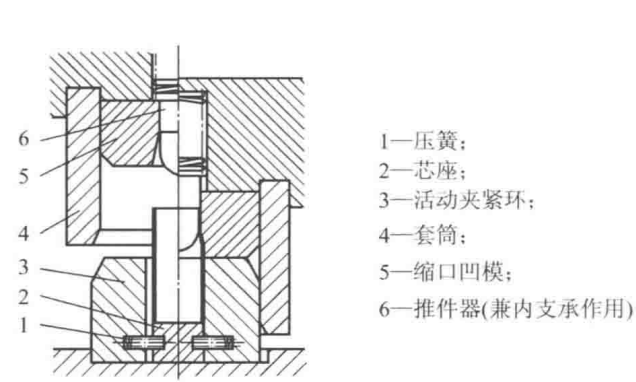 6
5
4
3
2
1
1—压簧；
2—芯座；
3—活动夹紧环；
4—套筒；
5—缩口凹模；
6—推件器(兼内支承作用)